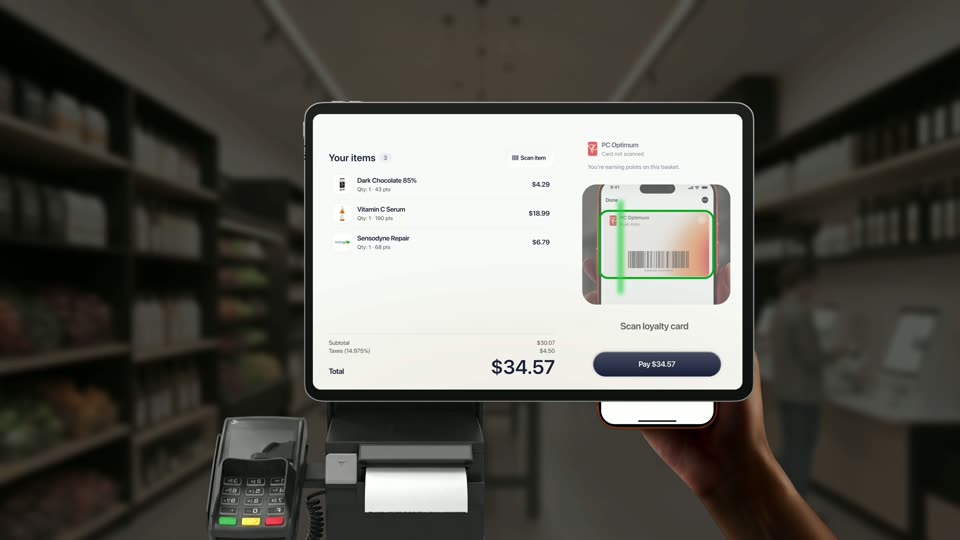 Your items 3
Scan item
Dark Chocolate 85%
Qty: 1 · 43 pts
$4.29
Vitamin C Serum
Qty: 1 · 190 pts
$18.99
Sensodyne Repair
Qty: 1 · 68 pts
$6.79
Subtotal $30.07
Taxes (14.975%) $4.50
Total $34.57
PC Optimum
Card not scanned
You're earning points on this basket.
9:41
Done
PC Optimum
Scan loyalty card
Pay $34.57